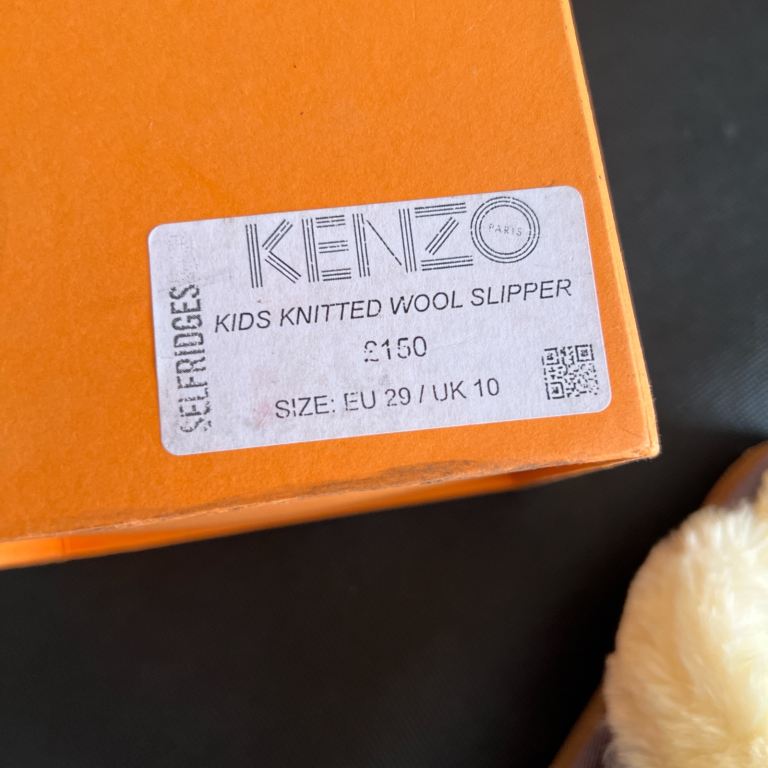 KENZO
PARIS
KIDS KNITTED WOOL SLIPPER
£150
SIZE: EU 29 / UK 10
SELFRIDGES